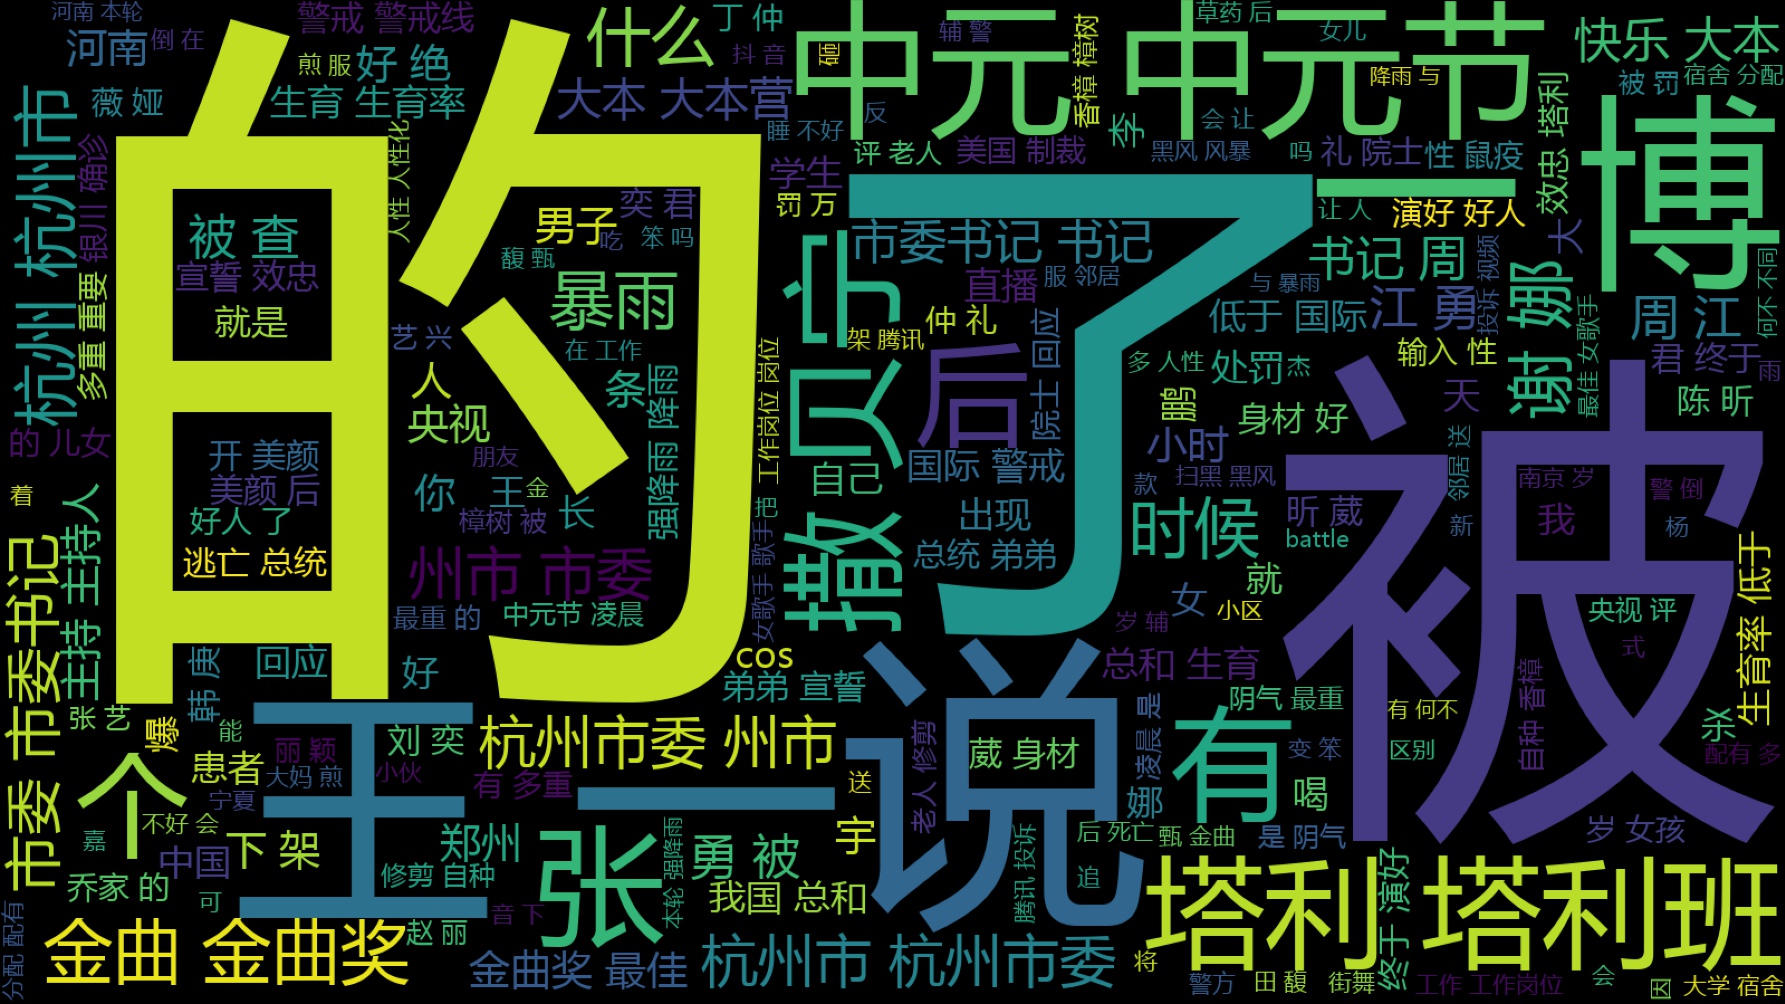 河南 本轮
警戒 警戒线
什么
丁 仲
中元 中元节
草药 后
快乐 大本
河南
倒 在
煎 服
好 绝
抖 音
辅 警
砸
香樟 樟树
女儿
降雨 与
被 罚
宿舍 分配
薇 娅
生育 生育率
大本 大本营
睡 不好
反
李
会 让
博
杭州 杭州市
银川 确诊
人性 人性化
的
学生
评 老人
美国 制裁
黑风 风暴
吗
礼 院士
性 鼠疫
效忠 塔利
被 查
奕 君
男子
罚 万
了
一
让 人
演好 好人
大
多重 重要
宣誓 效忠
吃
笨 吗
馥 甄
撒贝宁
市委书记 书记
书记 周
投诉 视频
谢 娜
何不 不同
就是
暴雨
直播
服 邻居
与 暴雨
低于 国际
江 勇
周 江
艺 兴
在 工作
仲 礼
架 腾讯
院士 回应
多 人性
处罚
杰
输入 性
君 终于
雨
人
条
强降雨 降雨
工作岗位 岗位
后
鹏
身材 好
天
最佳 女歌手
陈 昕
的 儿女
开 美颜
央视
朋友
自己
国际 警戒
小时
被
美颜 后
你
王
金
长
把
款
扫黑 黑风
邻居 送
南京 岁
警 倒
着
好人 了
樟树 被
出现
时候
昕 葳
我
新
杨
主持 主持人
逃亡 总统
州市 市委
女歌手 歌手
总统 弟弟
battle
就
生育率 低于
市委 市委书记
最重 的
中元节 凌晨
岁 辅
女
小区
央视 评
式
韩 庚
回应
好
cos
弟弟 宣誓
说
总和 生育
阴气 最重
有 何不
自种 香樟
杀
张 艺
爆
能
丽 颖
刘 奕
杭州市委 州市
老人 修剪
葳 身材
凌晨 是
有
变 笨
区别
配有 多
个
患者
大妈 煎
王
小伙
有 多重
一
送
娜
喝
宁夏
嘉
不好 会
中国
下 架
郑州
张
勇 被
宇
腾讯 投诉
后 死亡
甄 金曲
是 阴气
岁 女孩
乔家 的
可
修剪 自种
本轮 强降雨
我国 总和
追
塔利 塔利班
终于 演好
分配 配有
金曲 金曲奖
赵 丽
音 下
金曲奖 最佳
杭州市 杭州市委
将
警方
田 馥
街舞
工作 工作岗位
会
因
大学 宿舍